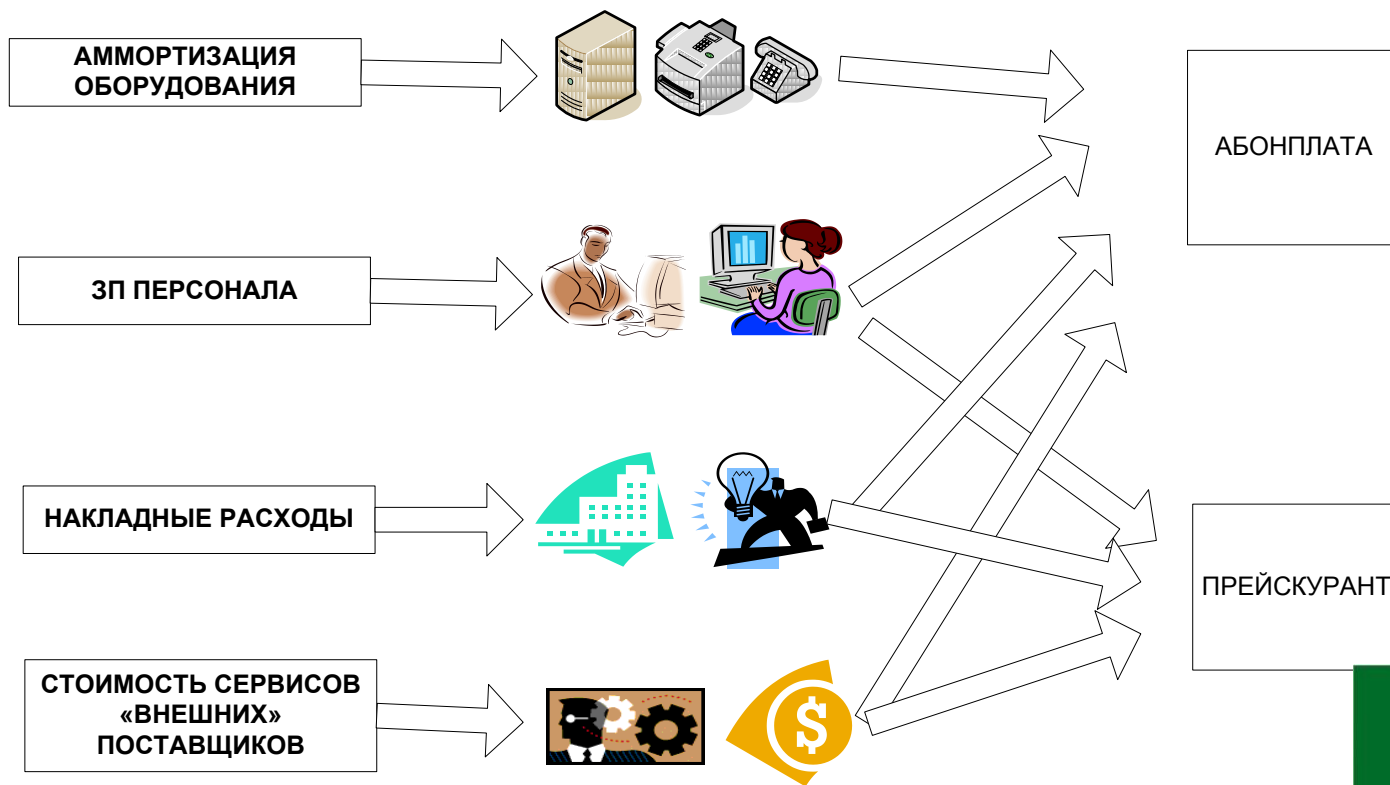 АММОРТИЗАЦИЯ
ОБОРУДОВАНИЯ
АБОНПЛАТА
ЗП ПЕРСОНАЛА
НАКЛАДНЫЕ РАСХОДЫ
ПРЕЙСКУРАНТ
СТОИМОСТЬ СЕРВИСОВ
«ВНЕШНИХ»
ПОСТАВЩИКОВ
$